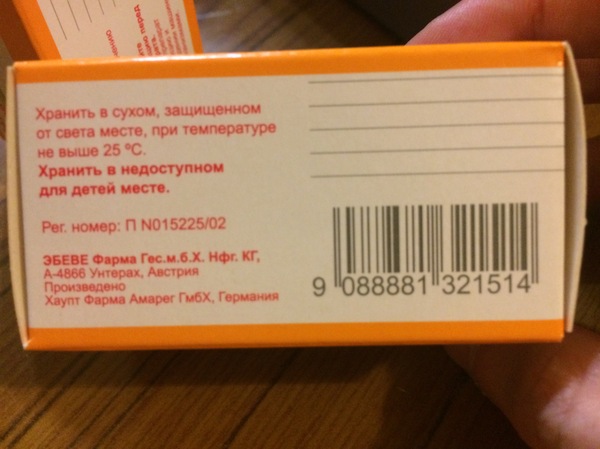 Хранить в сухом, защищенном
от света месте, при температуре
не выше 25 ºC.
Хранить в недоступном
для детей месте.
Рег. номер: П N015225/02
ЭБЕВЕ Фарма Гес.м.б.Х. Нфг. КГ,
А-4866 Унтерах, Австрия
Произведено
Хаупт Фарма Амарег ГмбХ, Германия
9 088881 321514